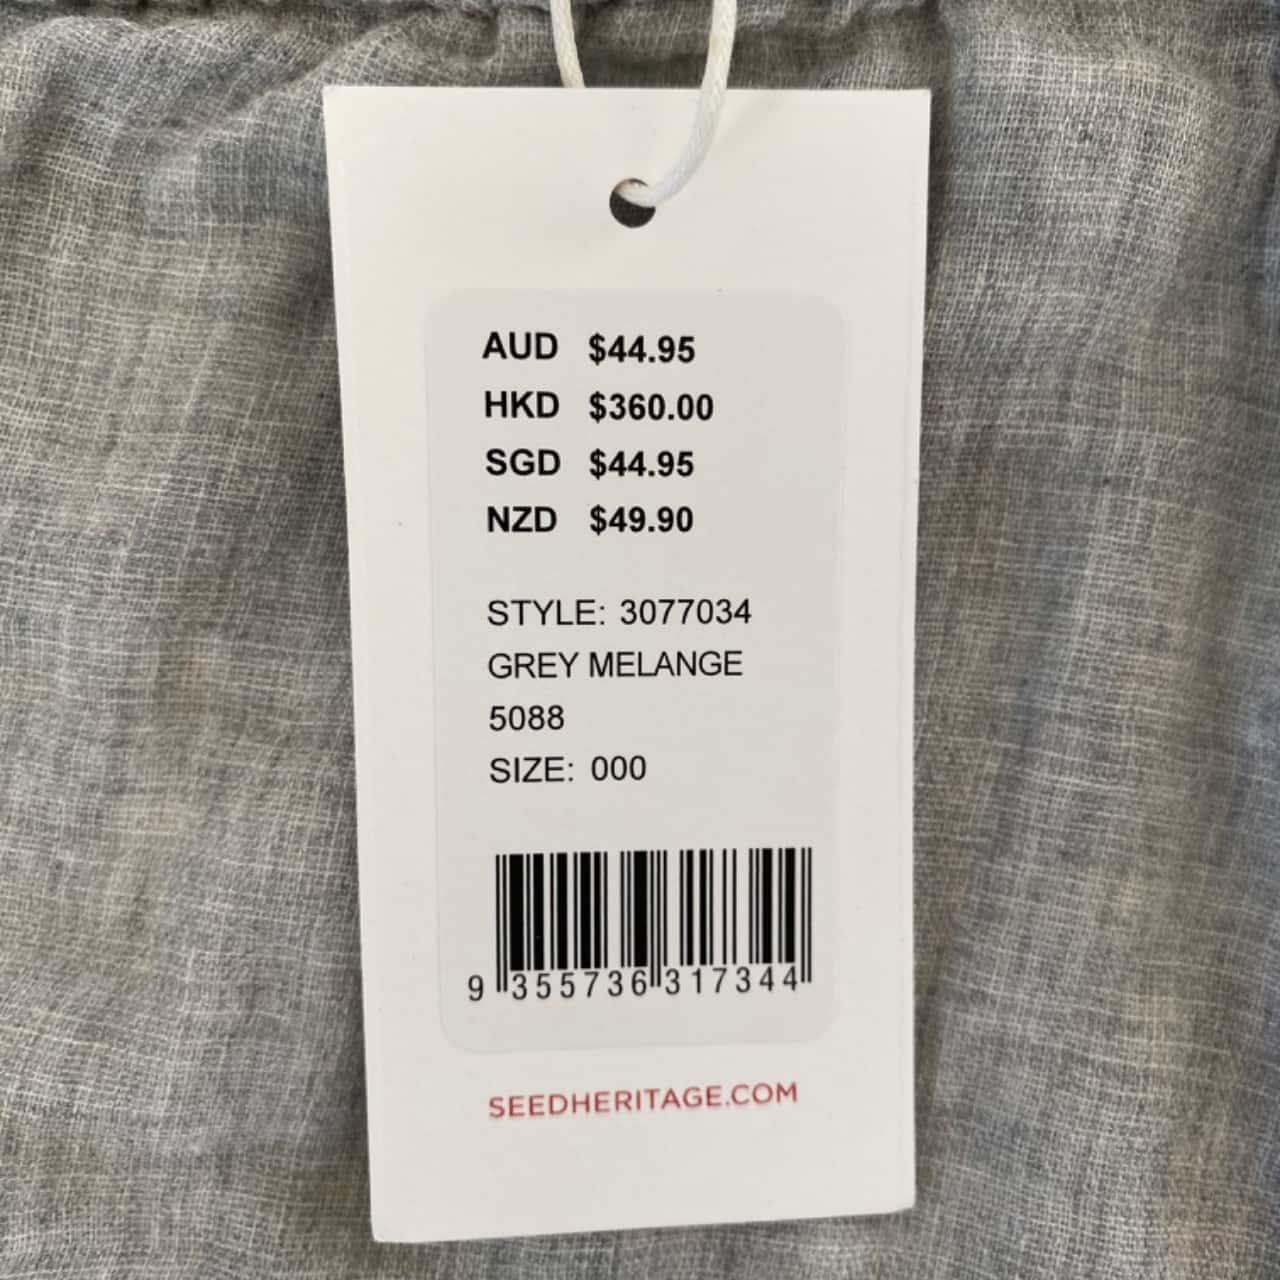 AUD $44.95
HKD $360.00
SGD $44.95
NZD $49.90
STYLE: 3077034
GREY MELANGE
5088
SIZE: 000
9 355736 317344
SEEDHERITAGE.COM